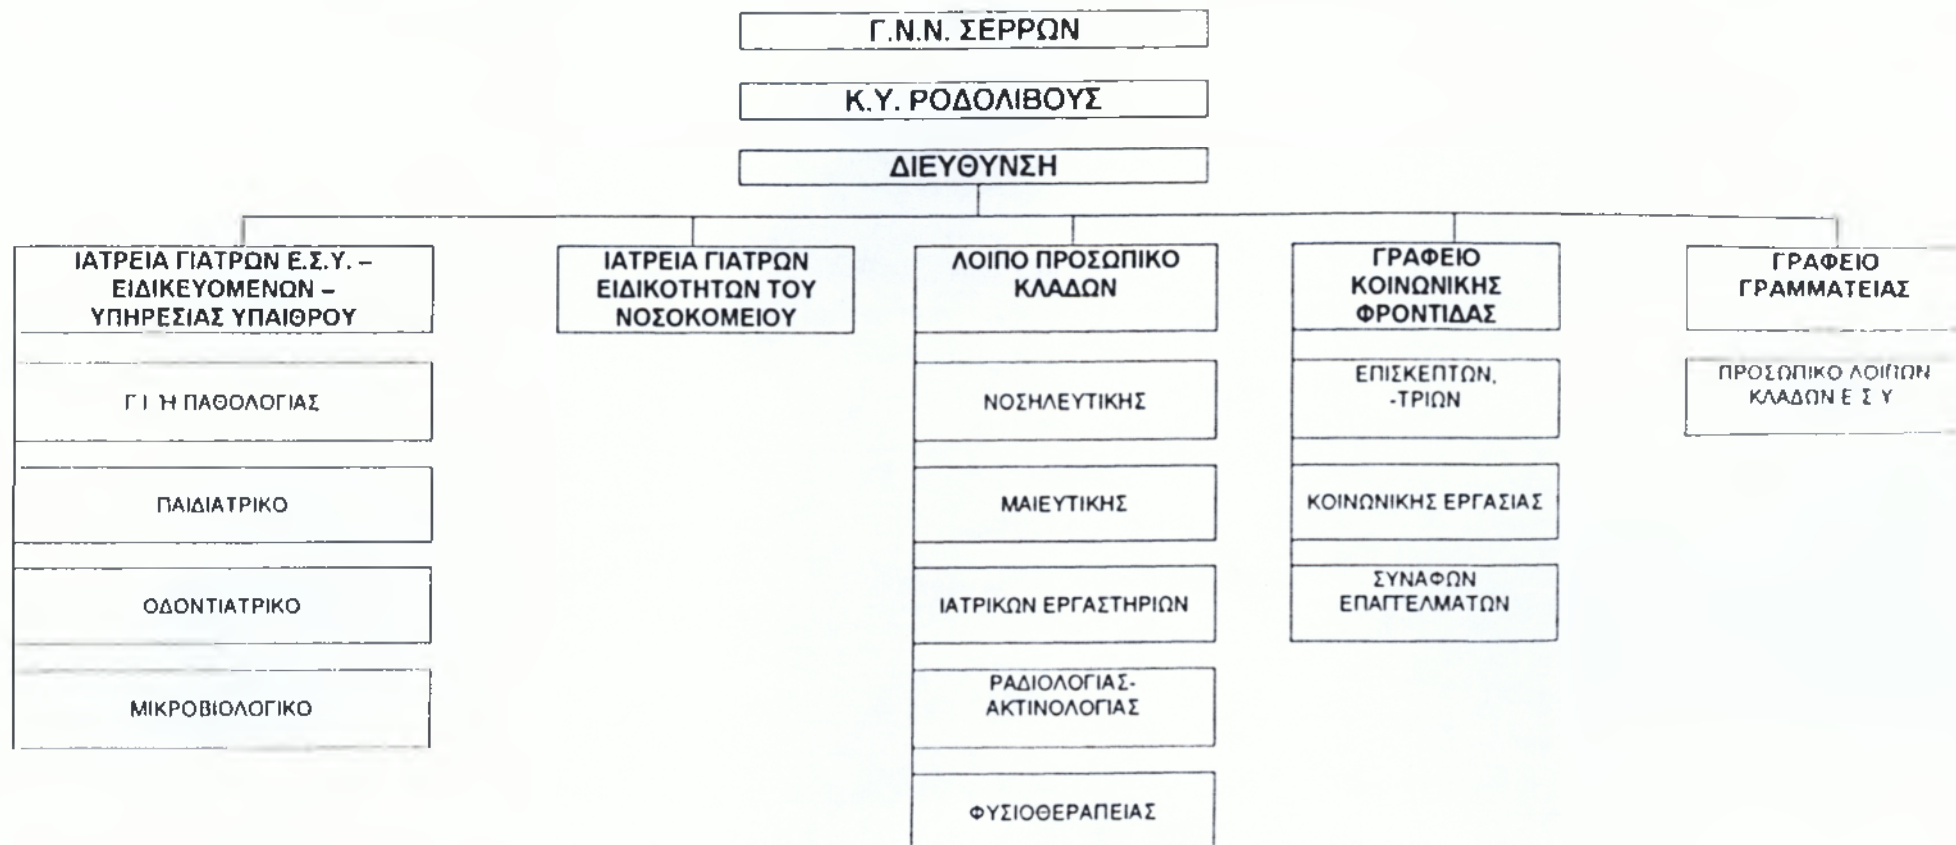 Γ.Ν.Ν. ΣΕΡΡΩΝ
Κ.Υ. ΡΟΔΟΛΙΒΟΥΣ
ΔΙΕΥΘΥΝΣΗ
ΙΑΤΡΕΙΑ ΓΙΑΤΡΩΝ Ε.Σ.Υ. –
ΕΙΔΙΚΕΥΟΜΕΝΩΝ –
ΥΠΗΡΕΣΙΑΣ ΥΠΑΙΘΡΟΥ
ΠΑΘΟΛΟΓΙΑΣ
ΠΑΙΔΙΑΤΡΙΚΟ
ΟΔΟΝΤΙΑΤΡΙΚΟ
ΜΙΚΡΟΒΙΟΛΟΓΙΚΟ
ΙΑΤΡΕΙΑ ΓΙΑΤΡΩΝ
ΕΙΔΙΚΟΤΗΤΩΝ ΤΟΥ
ΝΟΣΟΚΟΜΕΙΟΥ
ΛΟΙΠΟ ΠΡΟΣΩΠΙΚΟ
ΚΛΑΔΩΝ
ΝΟΣΗΛΕΥΤΙΚΗΣ
ΜΑΙΕΥΤΙΚΗΣ
ΙΑΤΡΙΚΩΝ ΕΡΓΑΣΤΗΡΙΩΝ
ΡΑΔΙΟΛΟΓΙΑΣ-
ΑΚΤΙΝΟΛΟΓΙΑΣ
ΦΥΣΙΟΘΕΡΑΠΕΙΑΣ
ΓΡΑΦΕΙΟ
ΚΟΙΝΩΝΙΚΗΣ
ΦΡΟΝΤΙΔΑΣ
ΕΠΙΣΚΕΠΤΩΝ,
-ΤΡΙΩΝ
ΚΟΙΝΩΝΙΚΗΣ ΕΡΓΑΣΙΑΣ
ΣΥΝΑΦΩΝ
ΕΠΑΓΓΕΛΜΑΤΩΝ
ΓΡΑΦΕΙΟ
ΓΡΑΜΜΑΤΕΙΑΣ
ΠΡΟΣΩΠΙΚΟ ΛΟΙΠΩΝ
ΚΛΑΔΩΝ Ε Σ Υ